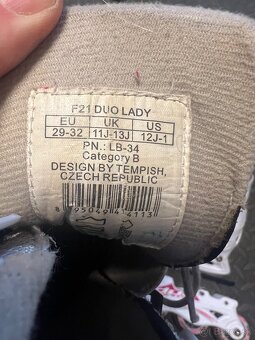 F21 DUO LADY
EU UK US
29-32 11J-13J 12J-1
PN.: LB-34
Category B
DESIGN BY TEMPISH,
CZECH REPUBLIC